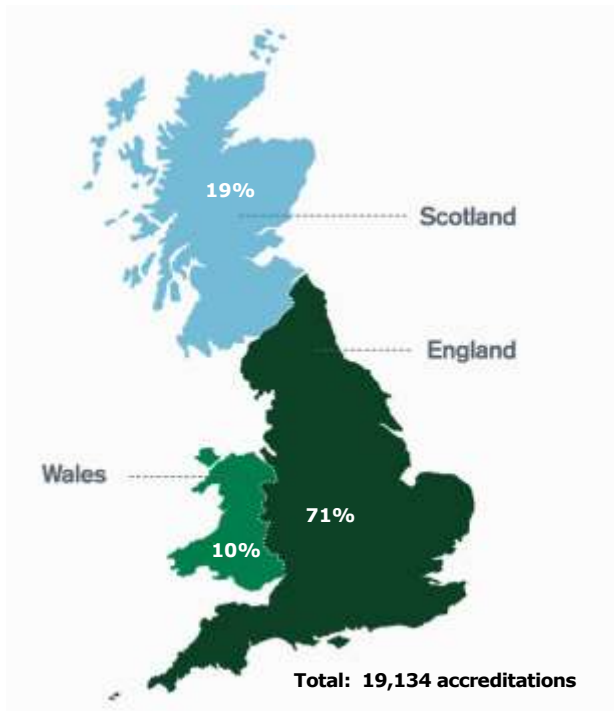 19%
Scotland
England
Wales
71%
10%
Total: 19,134 accreditations